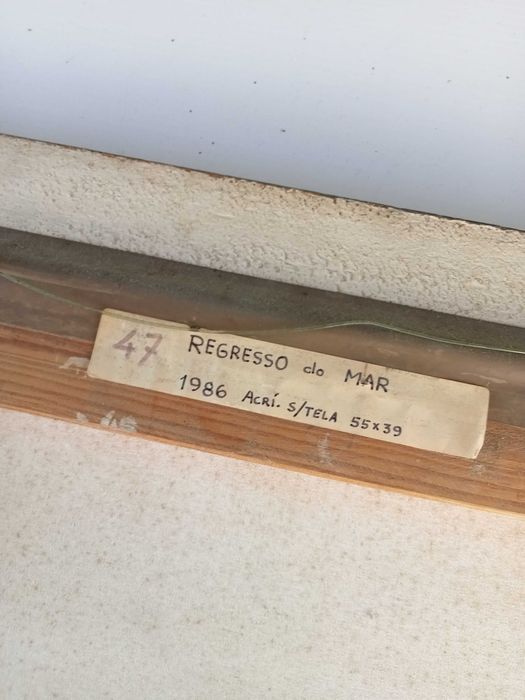 47 REGRESSO do MAR
1986 ACRÍ. S/TELA 55x39